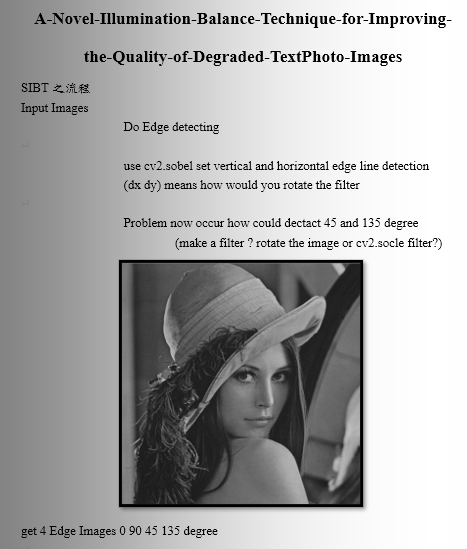 A-Novel-Illumination-Balance-Technique-for-Improving-
the-Quality-of-Degraded-TextPhoto-Images
SIBT 之流程
Input Images
Do Edge detecting
use cv2.sobel set vertical and horizontal edge line detection
(dx dy) means how would you rotate the filter
Problem now occur how could dectact 45 and 135 degree
(make a filter ? rotate the image or cv2.socle filter?)
get 4 Edge Images 0 90 45 135 degree